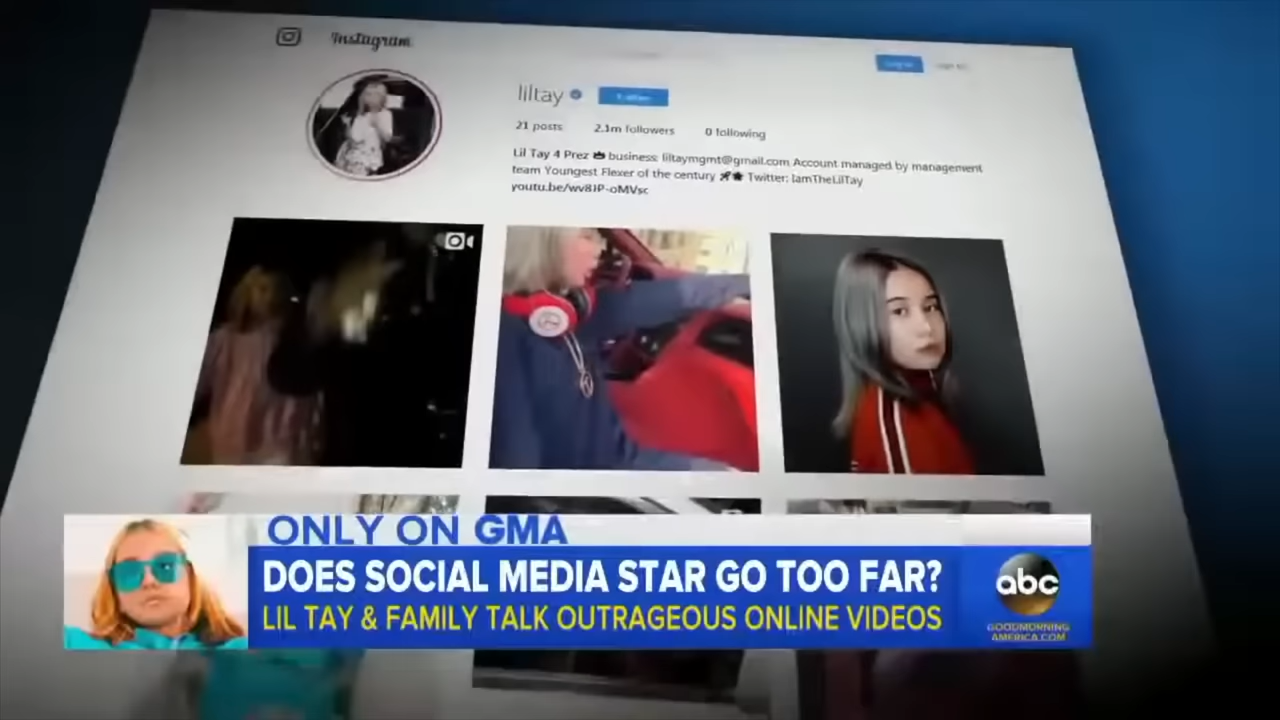 Instagram
liltay
21 posts 2.1m followers 0 following
Lil Tay 4 Prez business: liltaymgmt@gmail.com Account managed by management
team Youngest Flexer of the century Twitter: IamTheLilTay
youtu.be/wv8JP-oMVsc
ONLY ON GMA
DOES SOCIAL MEDIA STAR GO TOO FAR?
LIL TAY & FAMILY TALK OUTRAGEOUS ONLINE VIDEOS
abc
GOODMORNING
AMERICA.COM